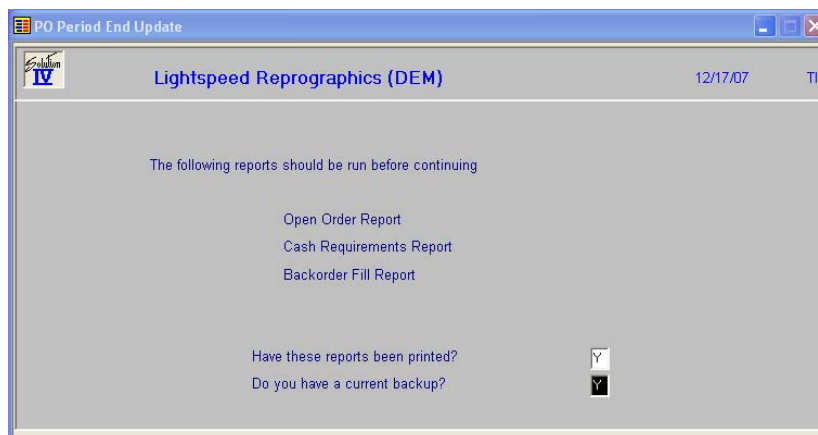 PO Period End Update
Solution
IV
Lightspeed Reprographics (DEM) 12/17/07 TI
The following reports should be run before continuing
Open Order Report
Cash Requirements Report
Backorder Fill Report
Have these reports been printed? Y
Do you have a current backup? Y